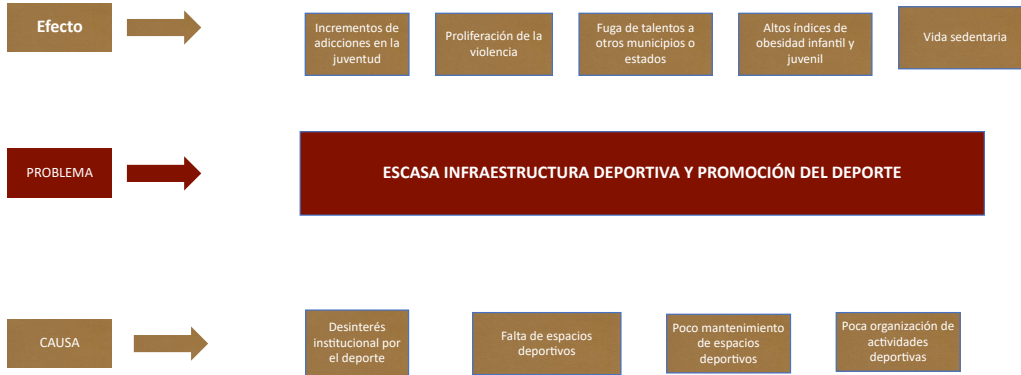 Efecto
Incrementos de
adicciones en la
juventud
Proliferación de la
violencia
Fuga de talentos a
otros municipios o
estados
Altos índices de
obesidad infantil y
juvenil
Vida sedentaria
PROBLEMA
ESCASA INFRAESTRUCTURA DEPORTIVA Y PROMOCIÓN DEL DEPORTE
CAUSA
Desinterés
institucional por
el deporte
Falta de espacios
deportivos
Poco mantenimiento
de espacios
deportivos
Poca organización de
actividades
deportivas